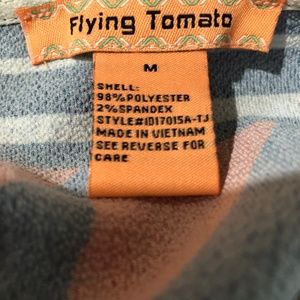 Flying Tomato
M
SHELL:
98%POLYESTER
2%SPANDEX
STYLE#ID17015A-TJ
MADE IN VIETNAM
SEE REVERSE FOR
CARE